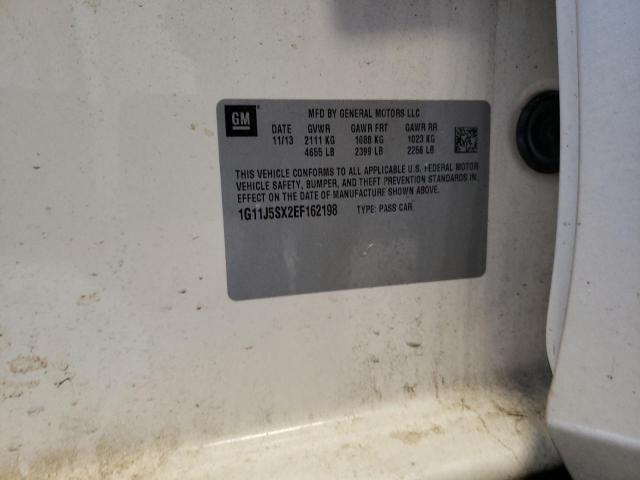 GM
MFD BY GENERAL MOTORS LLC
DATE GVWR GAWR FRT GAWR RR
11/13 2111 KG 1088 KG 1023 KG
4655 LB 2399 LB 2256 LB
THIS VEHICLE CONFORMS TO ALL APPLICABLE U.S. FEDERAL MOTOR
VEHICLE SAFETY, BUMPER, AND THEFT PREVENTION STANDARDS IN
EFFECT ON THE DATE OF MANUFACTURE SHOWN ABOVE.
1G11J5SX2EF162198 TYPE: PASS CAR